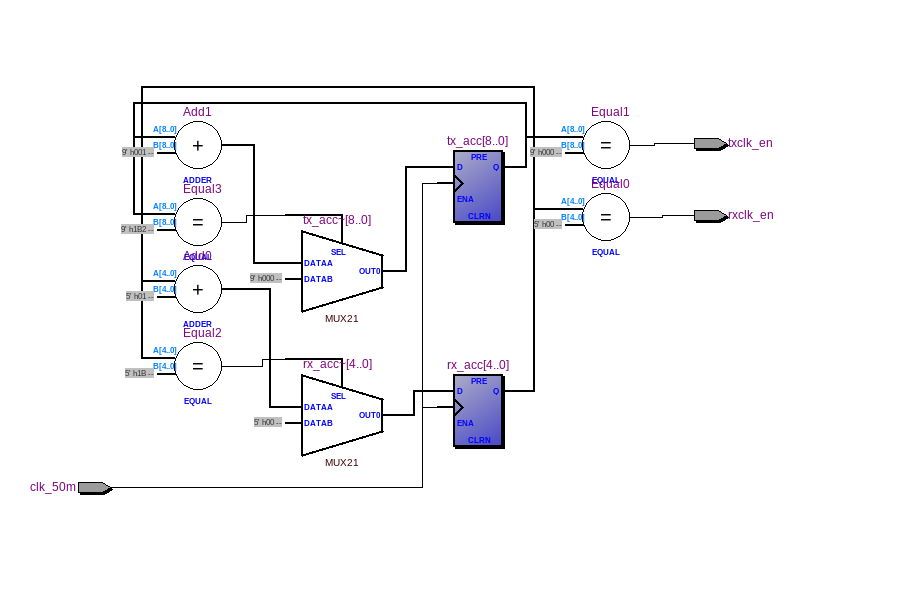 Add1
A[8..0]
B[8..0]
9' h001 --
+
ADDER
Equal3
A[8..0]
B[8..0]
9' h1B2 --
=
EQUAL
Add0
A[4..0]
B[4..0]
5' h01 --
+
ADDER
Equal2
A[4..0]
B[4..0]
5' h1B --
=
EQUAL
tx_acc~[8..0]
SEL
DATAA
DATAB
OUT0
9' h000 --
MUX21
rx_acc~[4..0]
SEL
DATAA
DATAB
OUT0
5' h00 --
MUX21
tx_acc[8..0]
PRE
D
Q
ENA
CLRN
rx_acc[4..0]
PRE
D
Q
ENA
CLRN
Equal1
A[8..0]
B[8..0]
9' h000 --
=
EQUAL
Equal0
A[4..0]
B[4..0]
5' h00 --
=
EQUAL
txclk_en
rxclk_en
clk_50m